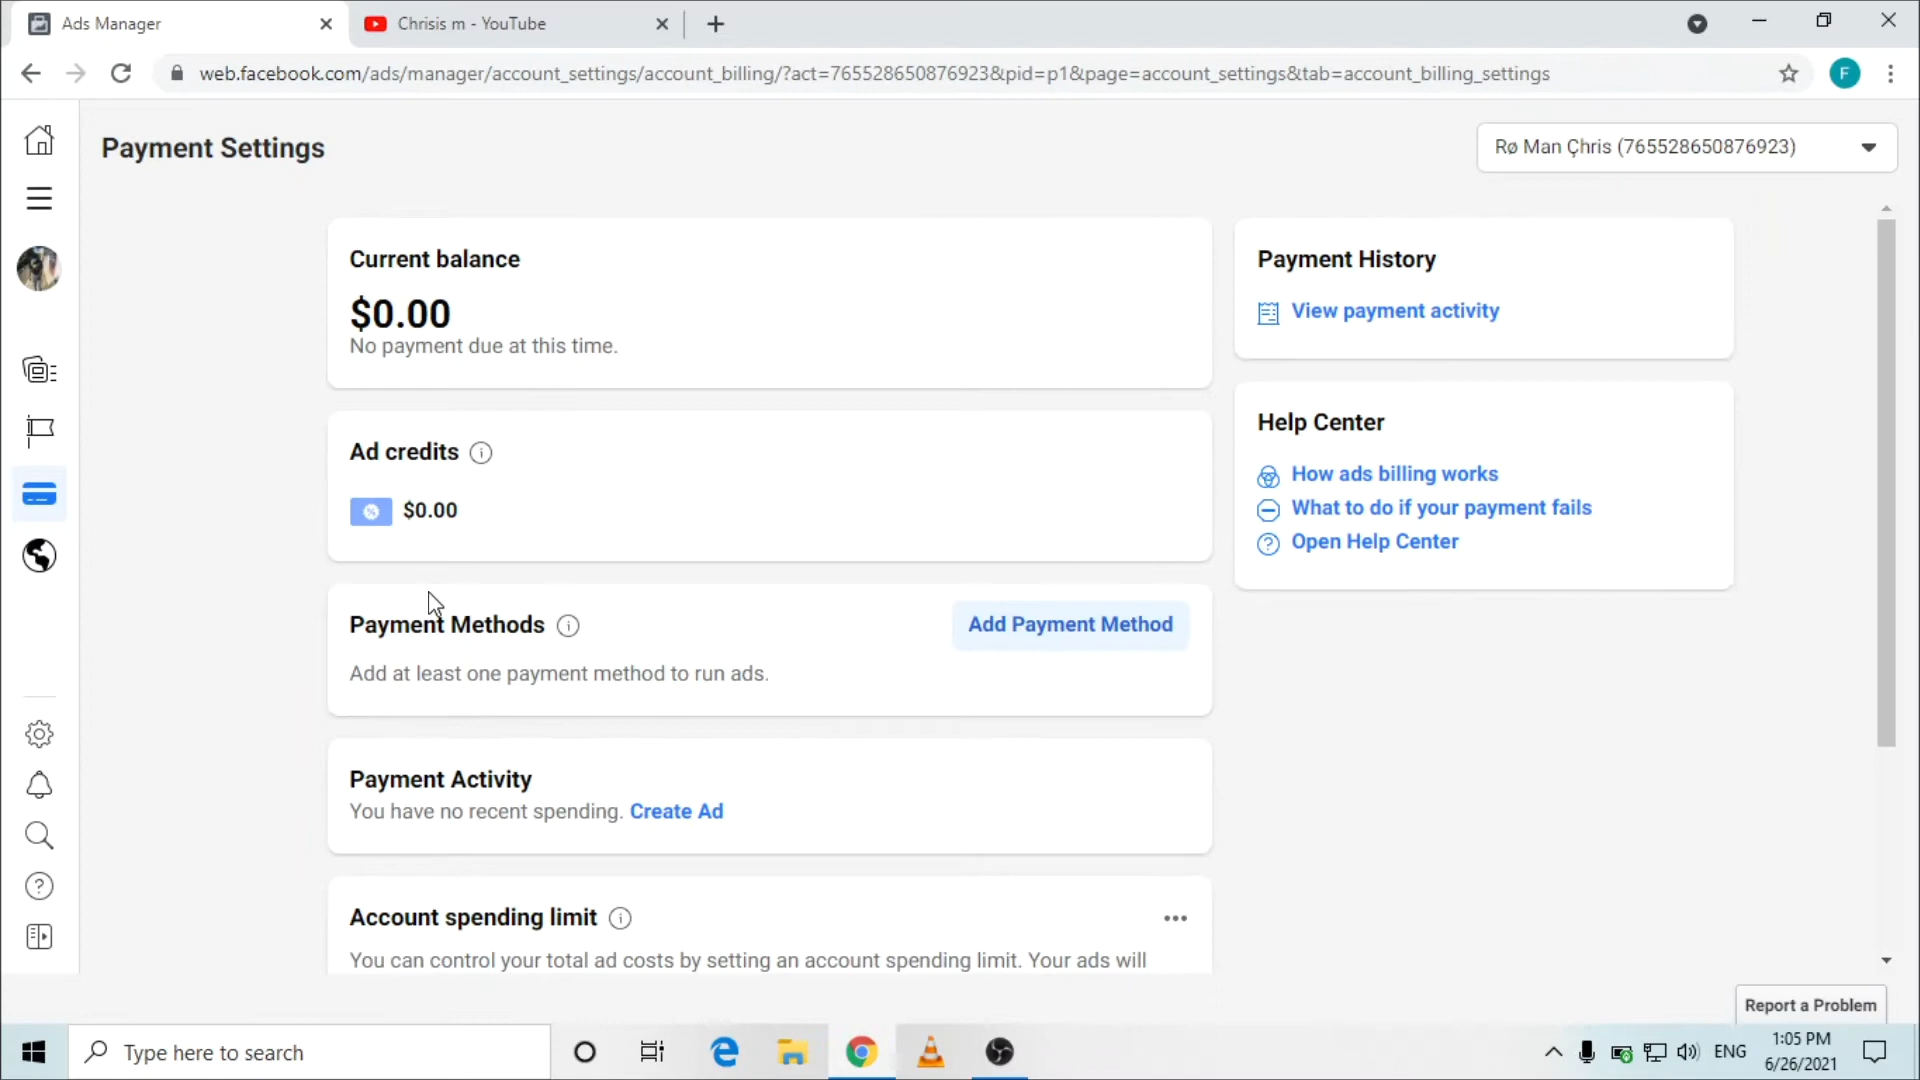 Ads Manager
Chrisis m - YouTube
web.facebook.com/ads/manager/account_settings/account_billing/?act=765528650876923&pid=p1&page=account_settings&tab=account_billing_settings
F
Payment Settings
Rø Man Çhris (765528650876923)
Current balance
$0.00
No payment due at this time.
Ad credits
$0.00
Payment Methods
Add Payment Method
Add at least one payment method to run ads.
Payment Activity
You have no recent spending. Create Ad
Account spending limit
You can control your total ad costs by setting an account spending limit. Your ads will
Payment History
View payment activity
Help Center
How ads billing works
What to do if your payment fails
Open Help Center
Report a Problem
Type here to search
ENG
1:05 PM
6/26/2021